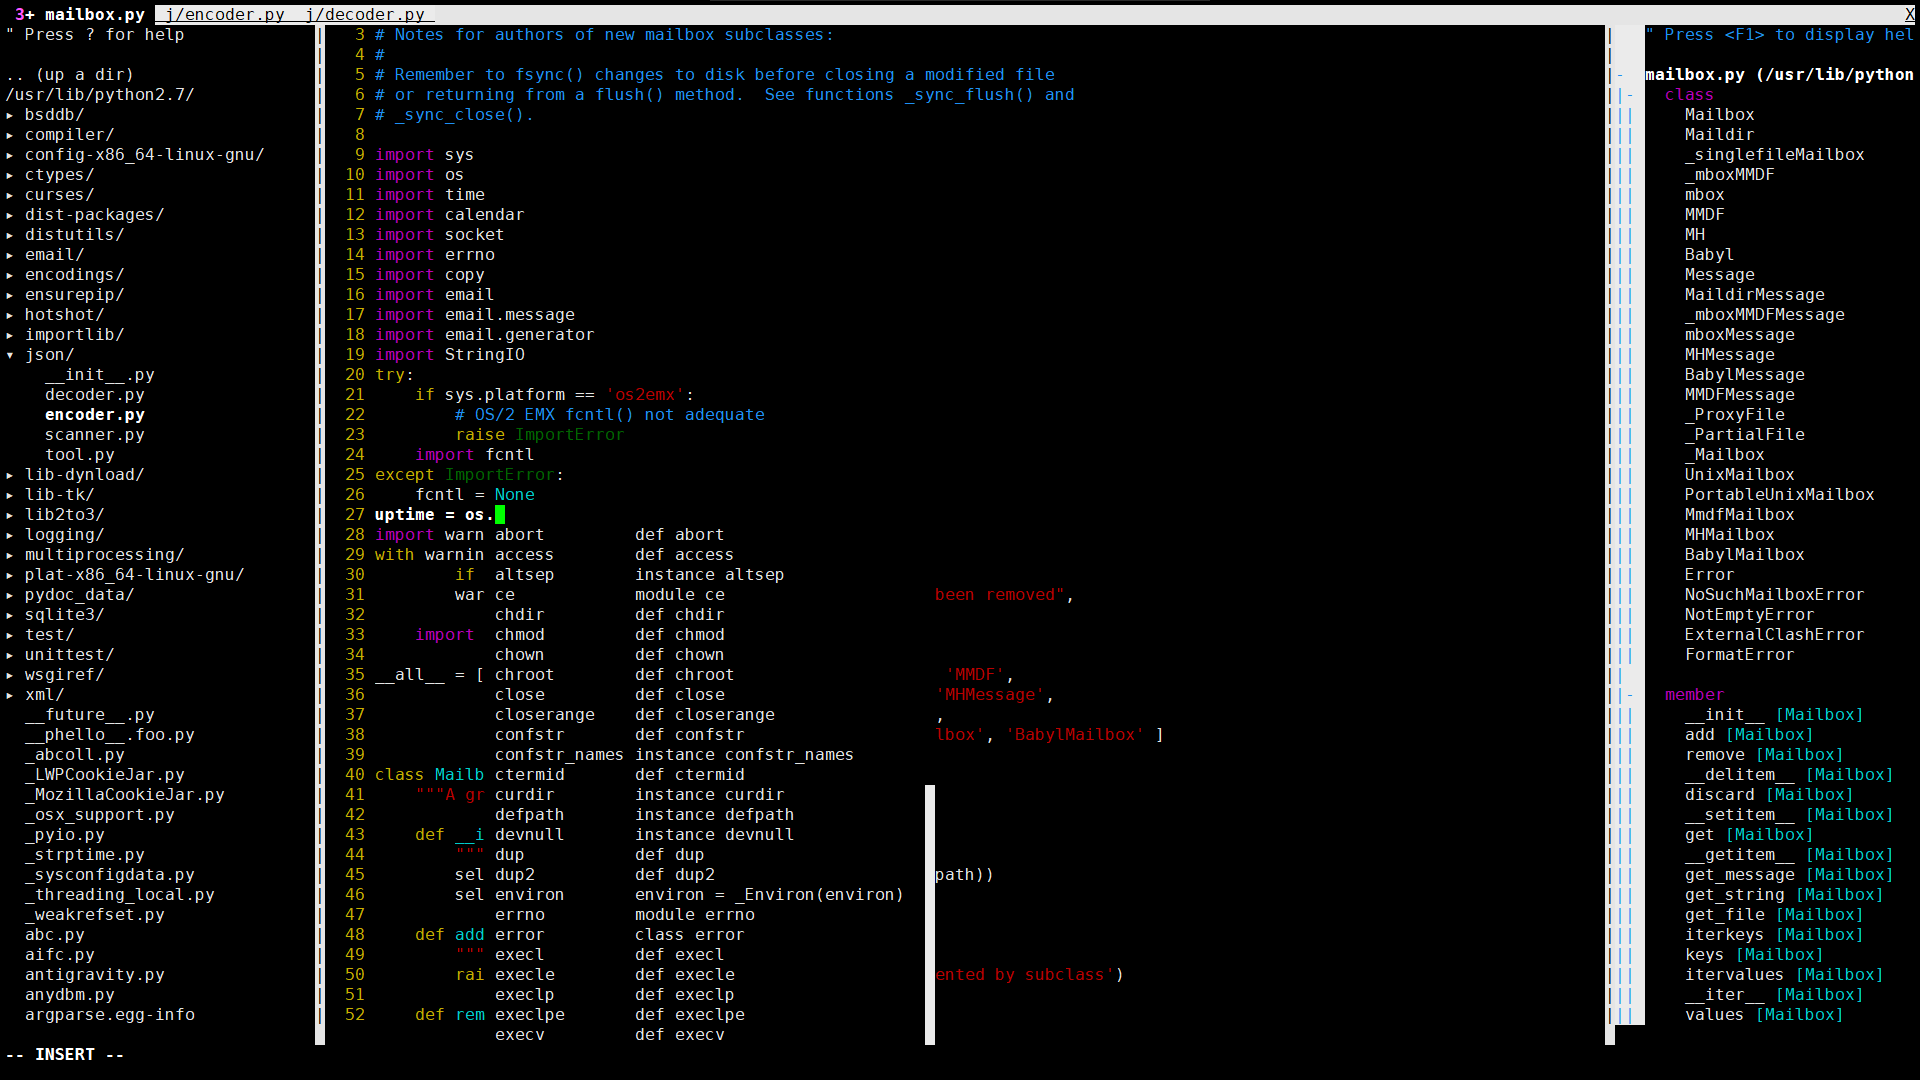 3+ mailbox.py  j/encoder.py  j/decoder.py  X
" Press ? for help

.. (up a dir)
/usr/lib/python2.7/
▸ bsddb/
▸ compiler/
▸ config-x86_64-linux-gnu/
▸ ctypes/
▸ curses/
▸ dist-packages/
▸ distutils/
▸ email/
▸ encodings/
▸ ensurepip/
▸ hotshot/
▸ importlib/
▾ json/
    __init__.py
    decoder.py
    encoder.py
    scanner.py
    tool.py
▸ lib-dynload/
▸ lib-tk/
▸ lib2to3/
▸ logging/
▸ multiprocessing/
▸ plat-x86_64-linux-gnu/
▸ pydoc_data/
▸ sqlite3/
▸ test/
▸ unittest/
▸ wsgiref/
▸ xml/
  __future__.py
  __phello__.foo.py
  _abcoll.py
  _LWPCookieJar.py
  _MozillaCookieJar.py
  _osx_support.py
  _pyio.py
  _strptime.py
  _sysconfigdata.py
  _threading_local.py
  _weakrefset.py
  abc.py
  aifc.py
  antigravity.py
  anydbm.py
  argparse.egg-info
3 # Notes for authors of new mailbox subclasses:
4 #
5 # Remember to fsync() changes to disk before closing a modified file
6 # or returning from a flush() method.  See functions _sync_flush() and
7 # _sync_close().
8
9 import sys
10 import os
11 import time
12 import calendar
13 import socket
14 import errno
15 import copy
16 import email
17 import email.message
18 import email.generator
19 import StringIO
20 try:
21     if sys.platform == 'os2emx':
22         # OS/2 EMX fcntl() not adequate
23         raise ImportError
24     import fcntl
25 except ImportError:
26     fcntl = None
27 uptime = os.
28 import warn abort         def abort
29 with warnin access        def access
30         if  altsep        instance altsep
31         war ce            module ce                     been removed",
32             chdir         def chdir
33     import  chmod         def chmod
34             chown         def chown
35 __all__ = [ chroot        def chroot                     'MMDF',
36             close         def close                     'MHMessage',
37             closerange    def closerange                ,
38             confstr       def confstr                   lbox', 'BabylMailbox' ]
39             confstr_names instance confstr_names
40 class Mailb ctermid       def ctermid
41     """A gr curdir        instance curdir
42             defpath       instance defpath
43     def __i devnull       instance devnull
44         """ dup           def dup
45         sel dup2          def dup2                      path))
46         sel environ       environ = _Environ(environ)
47             errno         module errno
48     def add error         class error
49         """ execl         def execl
50         rai execle        def execle                    ented by subclass')
51             execlp        def execlp
52     def rem execlpe       def execlpe
            execv         def execv
" Press <F1> to display hel

- mailbox.py (/usr/lib/python
|-  class
||    Mailbox
||    Maildir
||    _singlefileMailbox
||    _mboxMMDF
||    mbox
||    MMDF
||    MH
||    Babyl
||    Message
||    MaildirMessage
||    _mboxMMDFMessage
||    mboxMessage
||    MHMessage
||    BabylMessage
||    MMDFMessage
||    _ProxyFile
||    _PartialFile
||    _Mailbox
||    UnixMailbox
||    PortableUnixMailbox
||    MmdfMailbox
||    MHMailbox
||    BabylMailbox
||    Error
||    NoSuchMailboxError
||    NotEmptyError
||    ExternalClashError
||    FormatError
|
|-  member
||    __init__ [Mailbox]
||    add [Mailbox]
||    remove [Mailbox]
||    __delitem__ [Mailbox]
||    discard [Mailbox]
||    __setitem__ [Mailbox]
||    get [Mailbox]
||    __getitem__ [Mailbox]
||    get_message [Mailbox]
||    get_string [Mailbox]
||    get_file [Mailbox]
||    iterkeys [Mailbox]
||    keys [Mailbox]
||    itervalues [Mailbox]
||    __iter__ [Mailbox]
||    values [Mailbox]
-- INSERT --